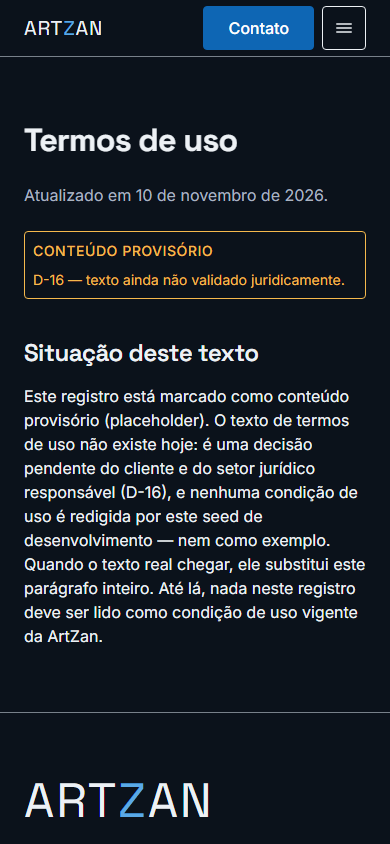 ARTZAN
Contato
Termos de uso
Atualizado em 10 de novembro de 2026.
CONTEÚDO PROVISÓRIO
D-16 — texto ainda não validado juridicamente.
Situação deste texto
Este registro está marcado como conteúdo
provisório (placeholder). O texto de termos
de uso não existe hoje: é uma decisão
pendente do cliente e do setor jurídico
responsável (D-16), e nenhuma condição de
uso é redigida por este seed de
desenvolvimento — nem como exemplo.
Quando o texto real chegar, ele substitui este
parágrafo inteiro. Até lá, nada neste registro
deve ser lido como condição de uso vigente
da ArtZan.
ARTZAN